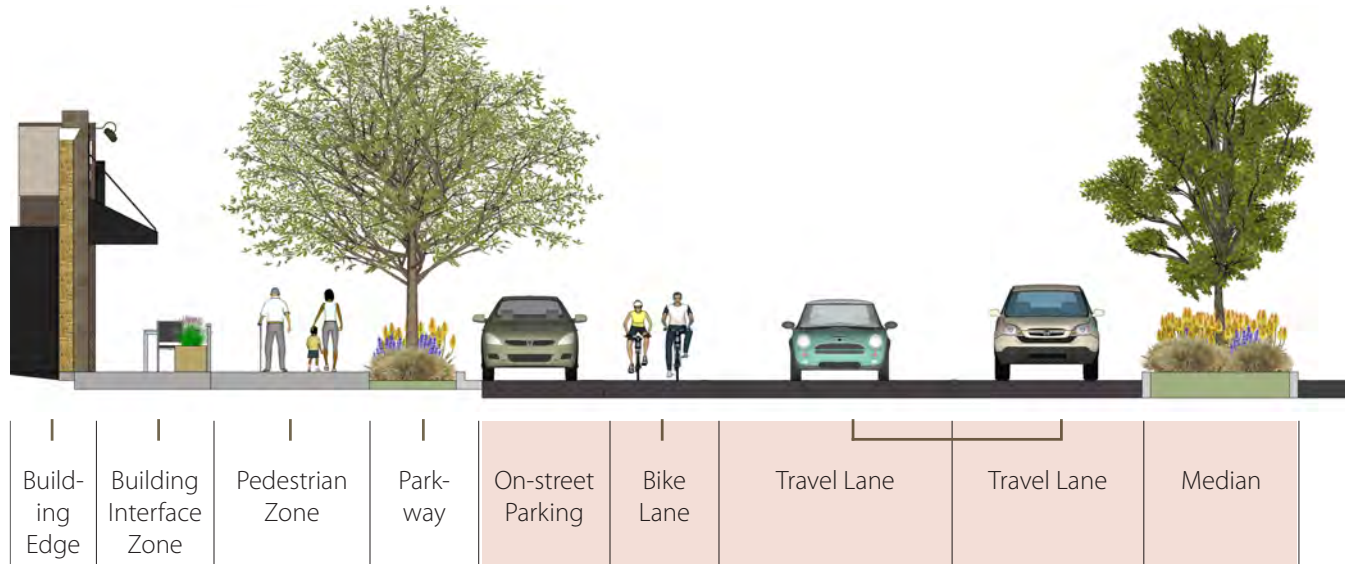 Build-
ing
Edge
Building
Interface
Zone
Pedestrian
Zone
Park-
way
On-street
Parking
Bike
Lane
Travel Lane
Travel Lane
Median